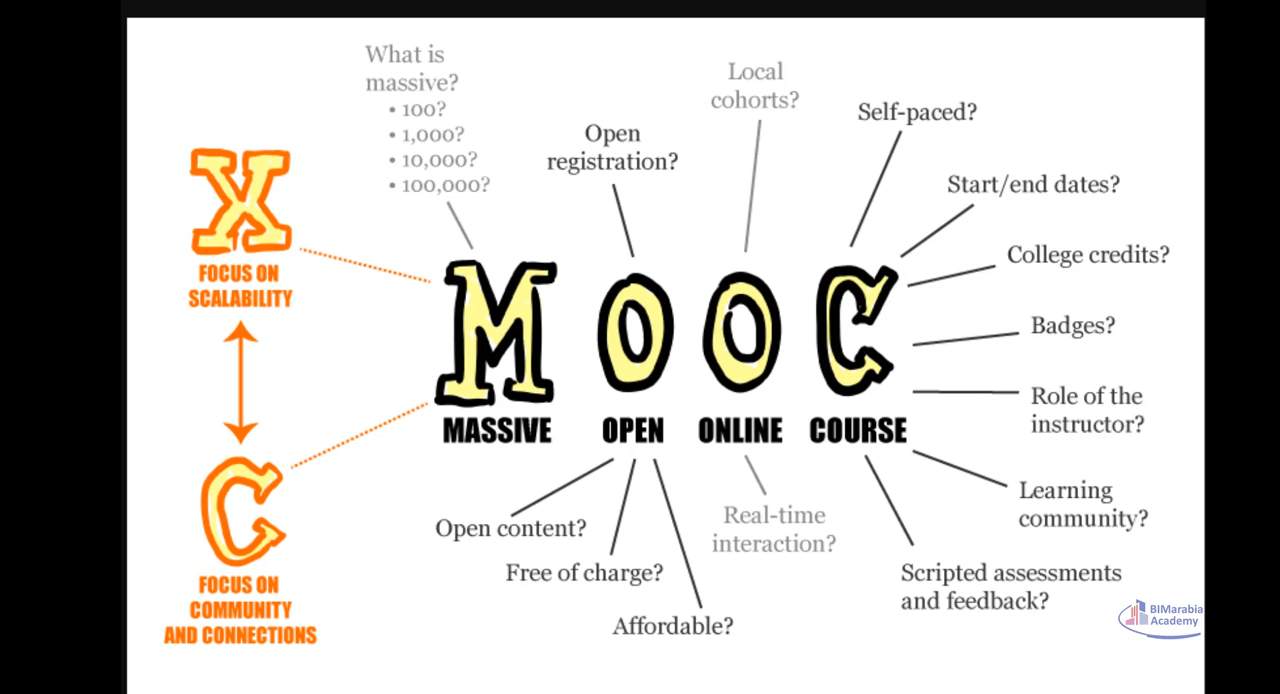 What is
massive?
• 100?
• 1,000?
• 10,000?
• 100,000?
Open
registration?
Local
cohorts?
Self-paced?
Start/end dates?
College credits?
Badges?
Role of the
instructor?
Learning
community?
Scripted assessments
and feedback?
X
FOCUS ON
SCALABILITY
C
FOCUS ON
COMMUNITY
AND CONNECTIONS
MOOC
MASSIVE OPEN ONLINE COURSE
Open content?
Free of charge?
Affordable?
Real-time
interaction?
BIMarabia
Academy